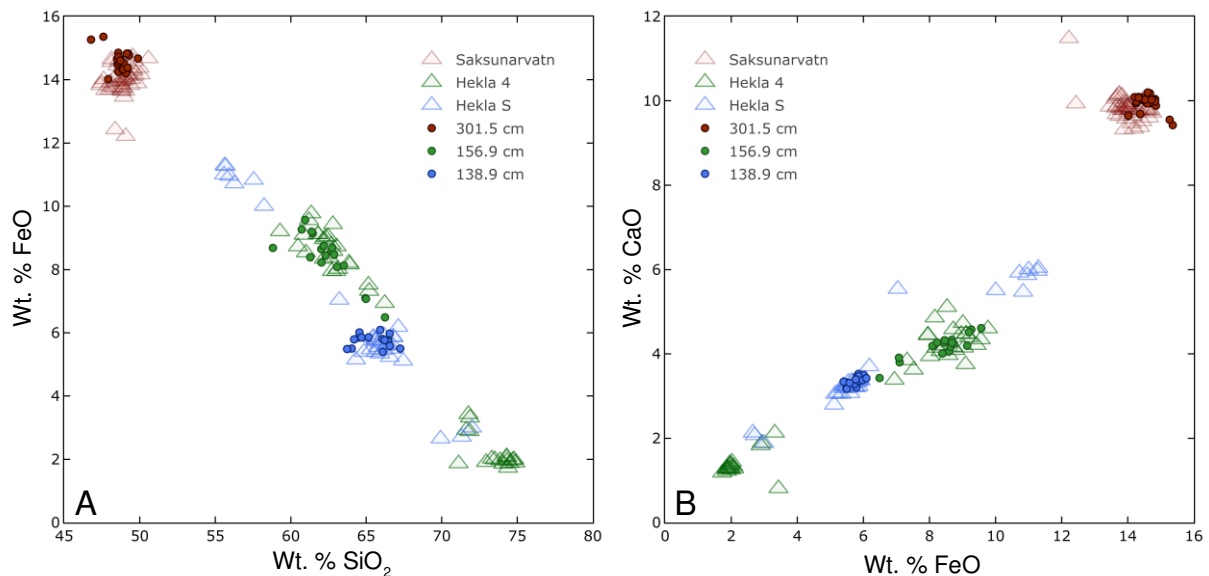 16
14
12
10
8
6
4
2
0
45
50
55
60
65
70
75
80
Wt. % FeO
Wt. % SiO2
A
Saksunarvatn
Hekla 4
Hekla S
301.5 cm
156.9 cm
138.9 cm
12
10
8
6
4
2
0
0
2
4
6
8
10
12
14
16
Wt. % CaO
Wt. % FeO
B
Saksunarvatn
Hekla 4
Hekla S
301.5 cm
156.9 cm
138.9 cm